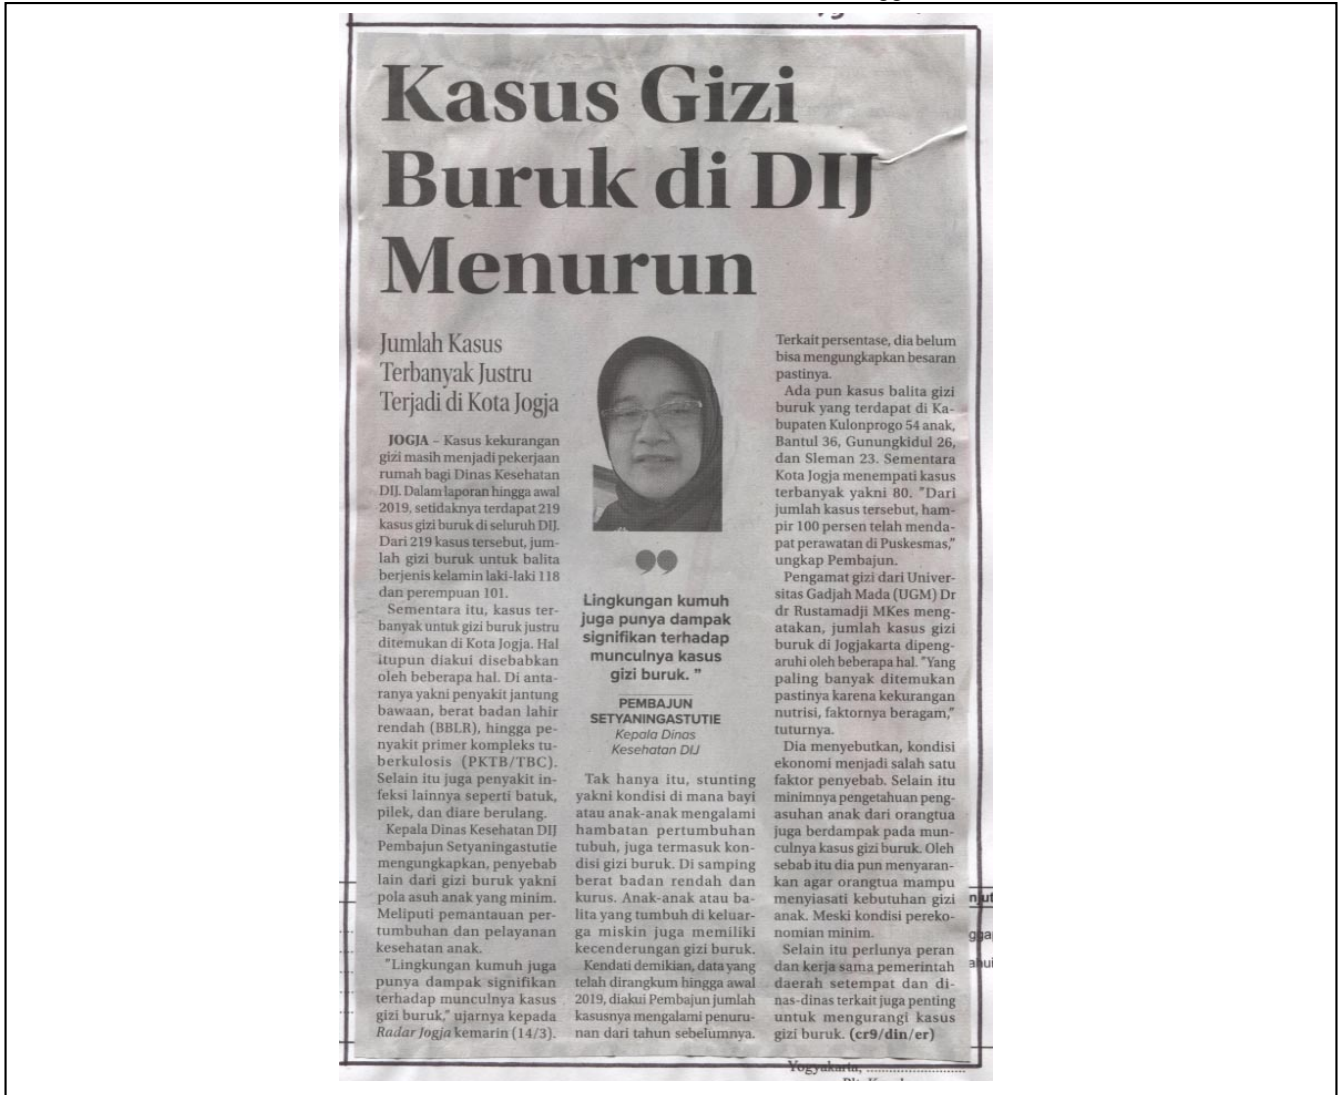 Kasus Gizi
Buruk di DIJ
Menurun
Jumlah Kasus
Terbanyak Justru
Terjadi di Kota Jogja
JOGJA – Kasus kekurangan
gizi masih menjadi pekerjaan
rumah bagi Dinas Kesehatan
DIJ. Dalam laporan hingga awal
2019, setidaknya terdapat 219
kasus gizi buruk di seluruh DIJ.
Dari 219 kasus tersebut, jum-
lah gizi buruk untuk balita
berjenis kelamin laki-laki 118
dan perempuan 101.
Sementara itu, kasus ter-
banyak untuk gizi buruk justru
ditemukan di Kota Jogja. Hal
itupun diakui disebabkan
oleh beberapa hal. Di anta-
ranya yakni penyakit jantung
bawaan, berat badan lahir
rendah (BBLR), hingga pe-
nyakit primer kompleks tu-
berkulosis (PKTB/TBC).
Selain itu juga penyakit in-
feksi lainnya seperti batuk,
pilek, dan diare berulang.
Kepala Dinas Kesehatan DIJ
Pembajun Setyaningastutie
mengungkapkan, penyebab
lain dari gizi buruk yakni
pola asuh anak yang minim.
Meliputi pemantauan per-
tumbuhan dan pelayanan
kesehatan anak.
"Lingkungan kumuh juga
punya dampak signifikan
terhadap munculnya kasus
gizi buruk," ujarnya kepada
Radar Jogja kemarin (14/3).
”
Lingkungan kumuh
juga punya dampak
signifikan terhadap
munculnya kasus
gizi buruk. ”
PEMBAJUN
SETYANINGASTUTIE
Kepala Dinas
Kesehatan DIJ
Tak hanya itu, stunting
yakni kondisi di mana bayi
atau anak-anak mengalami
hambatan pertumbuhan
tubuh, juga termasuk kon-
disi gizi buruk. Di samping
berat badan rendah dan
kurus. Anak-anak atau ba-
lita yang tumbuh di keluar-
ga miskin juga memiliki
kecenderungan gizi buruk.
Kendati demikian, data yang
telah dirangkum hingga awal
2019, diakui Pembajun jumlah
kasusnya mengalami penuru-
nan dari tahun sebelumnya.
Terkait persentase, dia belum
bisa mengungkapkan besaran
pastinya.
Ada pun kasus balita gizi
buruk yang terdapat di Ka-
bupaten Kulonprogo 54 anak,
Bantul 36, Gunungkidul 26,
dan Sleman 23. Sementara
Kota Jogja menempati kasus
terbanyak yakni 80. "Dari
jumlah kasus tersebut, ham-
pir 100 persen telah menda-
pat perawatan di Puskesmas,"
ungkap Pembajun.
Pengamat gizi dari Univer-
sitas Gadjah Mada (UGM) Dr
dr Rustamadji MKes meng-
atakan, jumlah kasus gizi
buruk di Jogjakarta dipeng-
aruhi oleh beberapa hal. "Yang
paling banyak ditemukan
pastinya karena kekurangan
nutrisi, faktornya beragam,"
tuturnya.
Dia menyebutkan, kondisi
ekonomi menjadi salah satu
faktor penyebab. Selain itu
minimnya pengetahuan peng-
asuhan anak dari orangtua
juga berdampak pada mun-
culnya kasus gizi buruk. Oleh
sebab itu dia pun menyaran-
kan agar orangtua mampu
menyiasati kebutuhan gizi
anak. Meski kondisi pereko-
nomian minim.
Selain itu perlunya peran
dan kerja sama pemerintah
daerah setempat dan di-
nas-dinas terkait juga penting
untuk mengurangi kasus
gizi buruk. (cr9/din/er)
Yogyakarta, ..........................